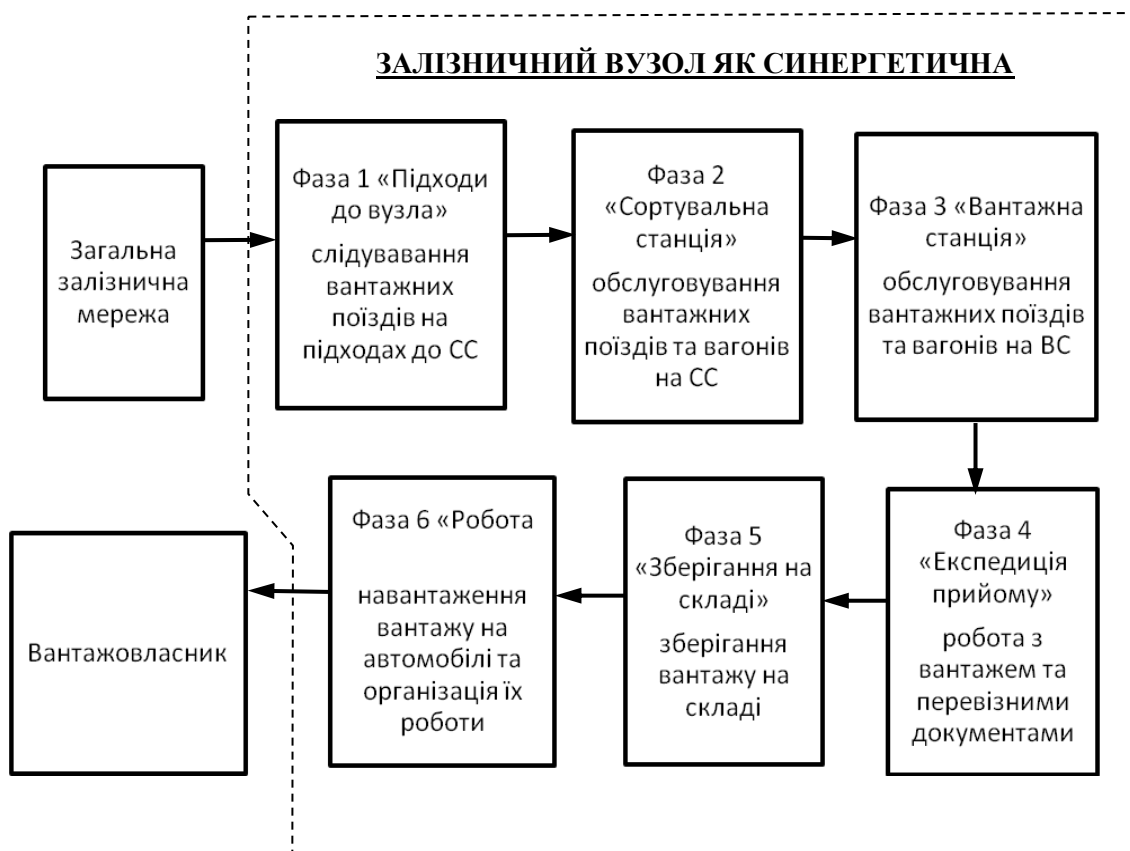 ЗАЛІЗНИЧНИЙ ВУЗОЛ ЯК СИНЕРГЕТИЧНА
Загальна
залізнична
мережа
Фаза 1 «Підходи
до вузла»
слідувавання
вантажних
поїздів на
підходах до СС
Фаза 2
«Сортувальна
станція»
обслуговування
вантажних
поїздів та вагонів
на СС
Фаза 3 «Вантажна
станція»
обслуговування
вантажних поїздів
та вагонів на ВС
Фаза 4
«Експедиція
прийому»
робота з
вантажем та
перевізними
документами
Фаза 5
«Зберігання на
складі»
зберігання
вантажу на
складі
Фаза 6 «Робота
навантаження
вантажу на
автомобілі та
організація їх
роботи
Вантажовласник